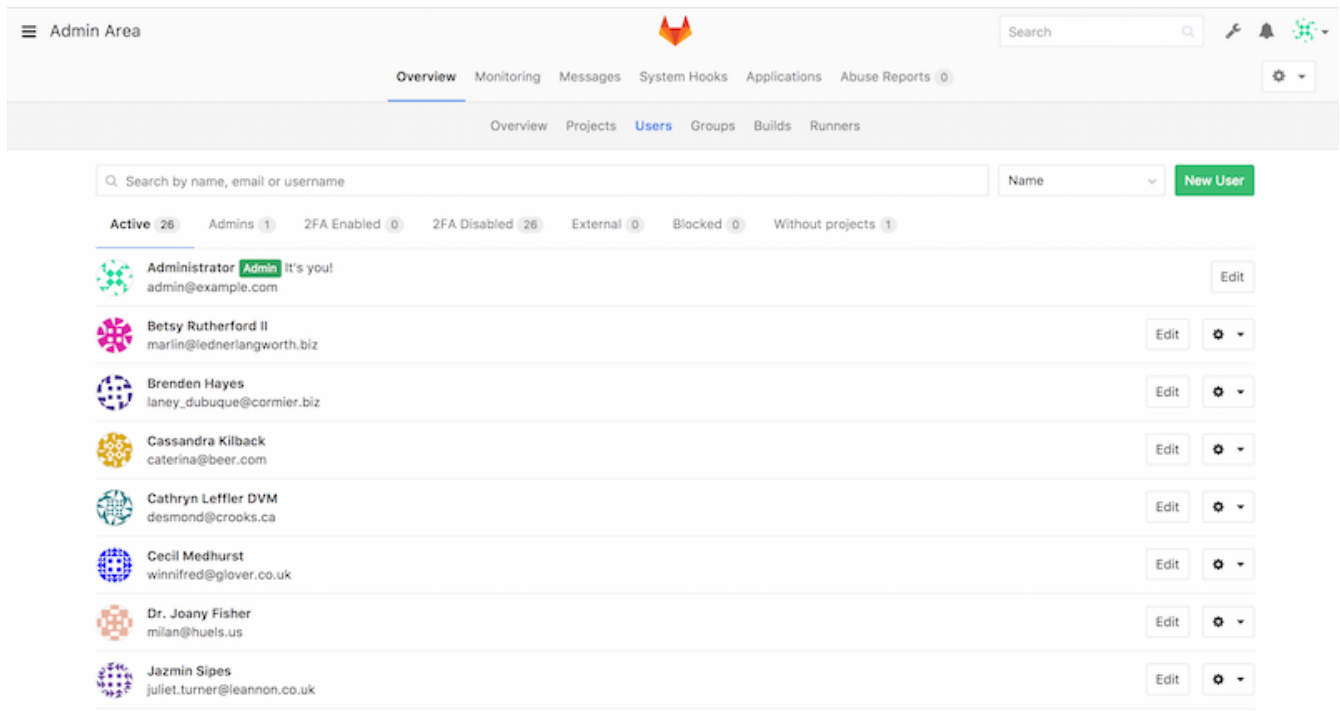 Admin Area
Search
Overview Monitoring Messages System Hooks Applications Abuse Reports 0
Overview Projects Users Groups Builds Runners
Search by name, email or username
Name
New User
Active 26 Admins 1 2FA Enabled 0 2FA Disabled 26 External 0 Blocked 0 Without projects 1
Administrator Admin It's you!
admin@example.com
Edit
Betsy Rutherford II
marlin@lednerlangworth.biz
Edit
Brenden Hayes
laney_dubuque@cormier.biz
Edit
Cassandra Kilback
caterina@beer.com
Edit
Cathryn Leffler DVM
desmond@crooks.ca
Edit
Cecil Medhurst
winnifred@glover.co.uk
Edit
Dr. Joany Fisher
milan@huels.us
Edit
Jazmin Sipes
juliet.turner@leannon.co.uk
Edit